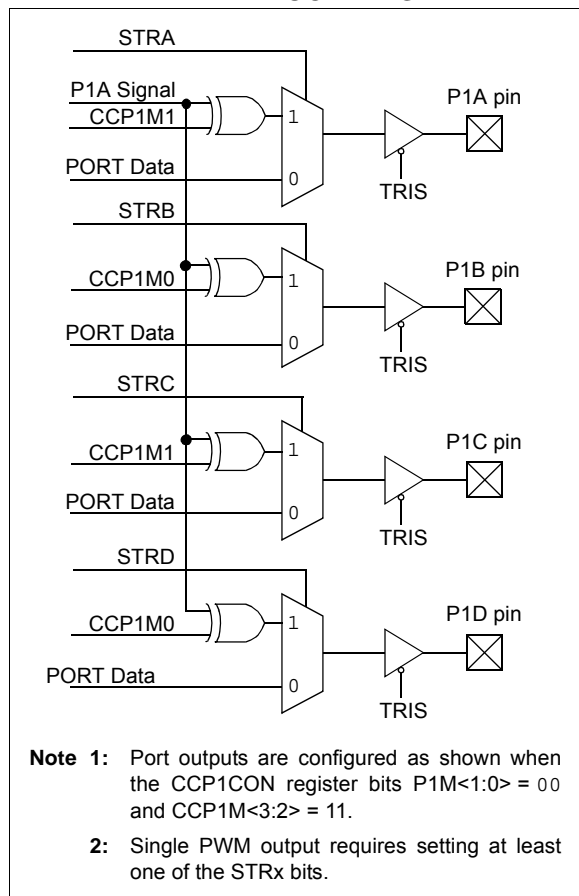 STRA
P1A Signal
P1A pin
CCP1M1
1
PORT Data
0
TRIS
STRB
P1B pin
CCP1M0
1
PORT Data
0
TRIS
STRC
P1C pin
CCP1M1
1
PORT Data
0
TRIS
STRD
P1D pin
CCP1M0
1
PORT Data
0
TRIS
Note 1: Port outputs are configured as shown when
the CCP1CON register bits P1M<1:0> = 00
and CCP1M<3:2> = 11.
2: Single PWM output requires setting at least
one of the STRx bits.